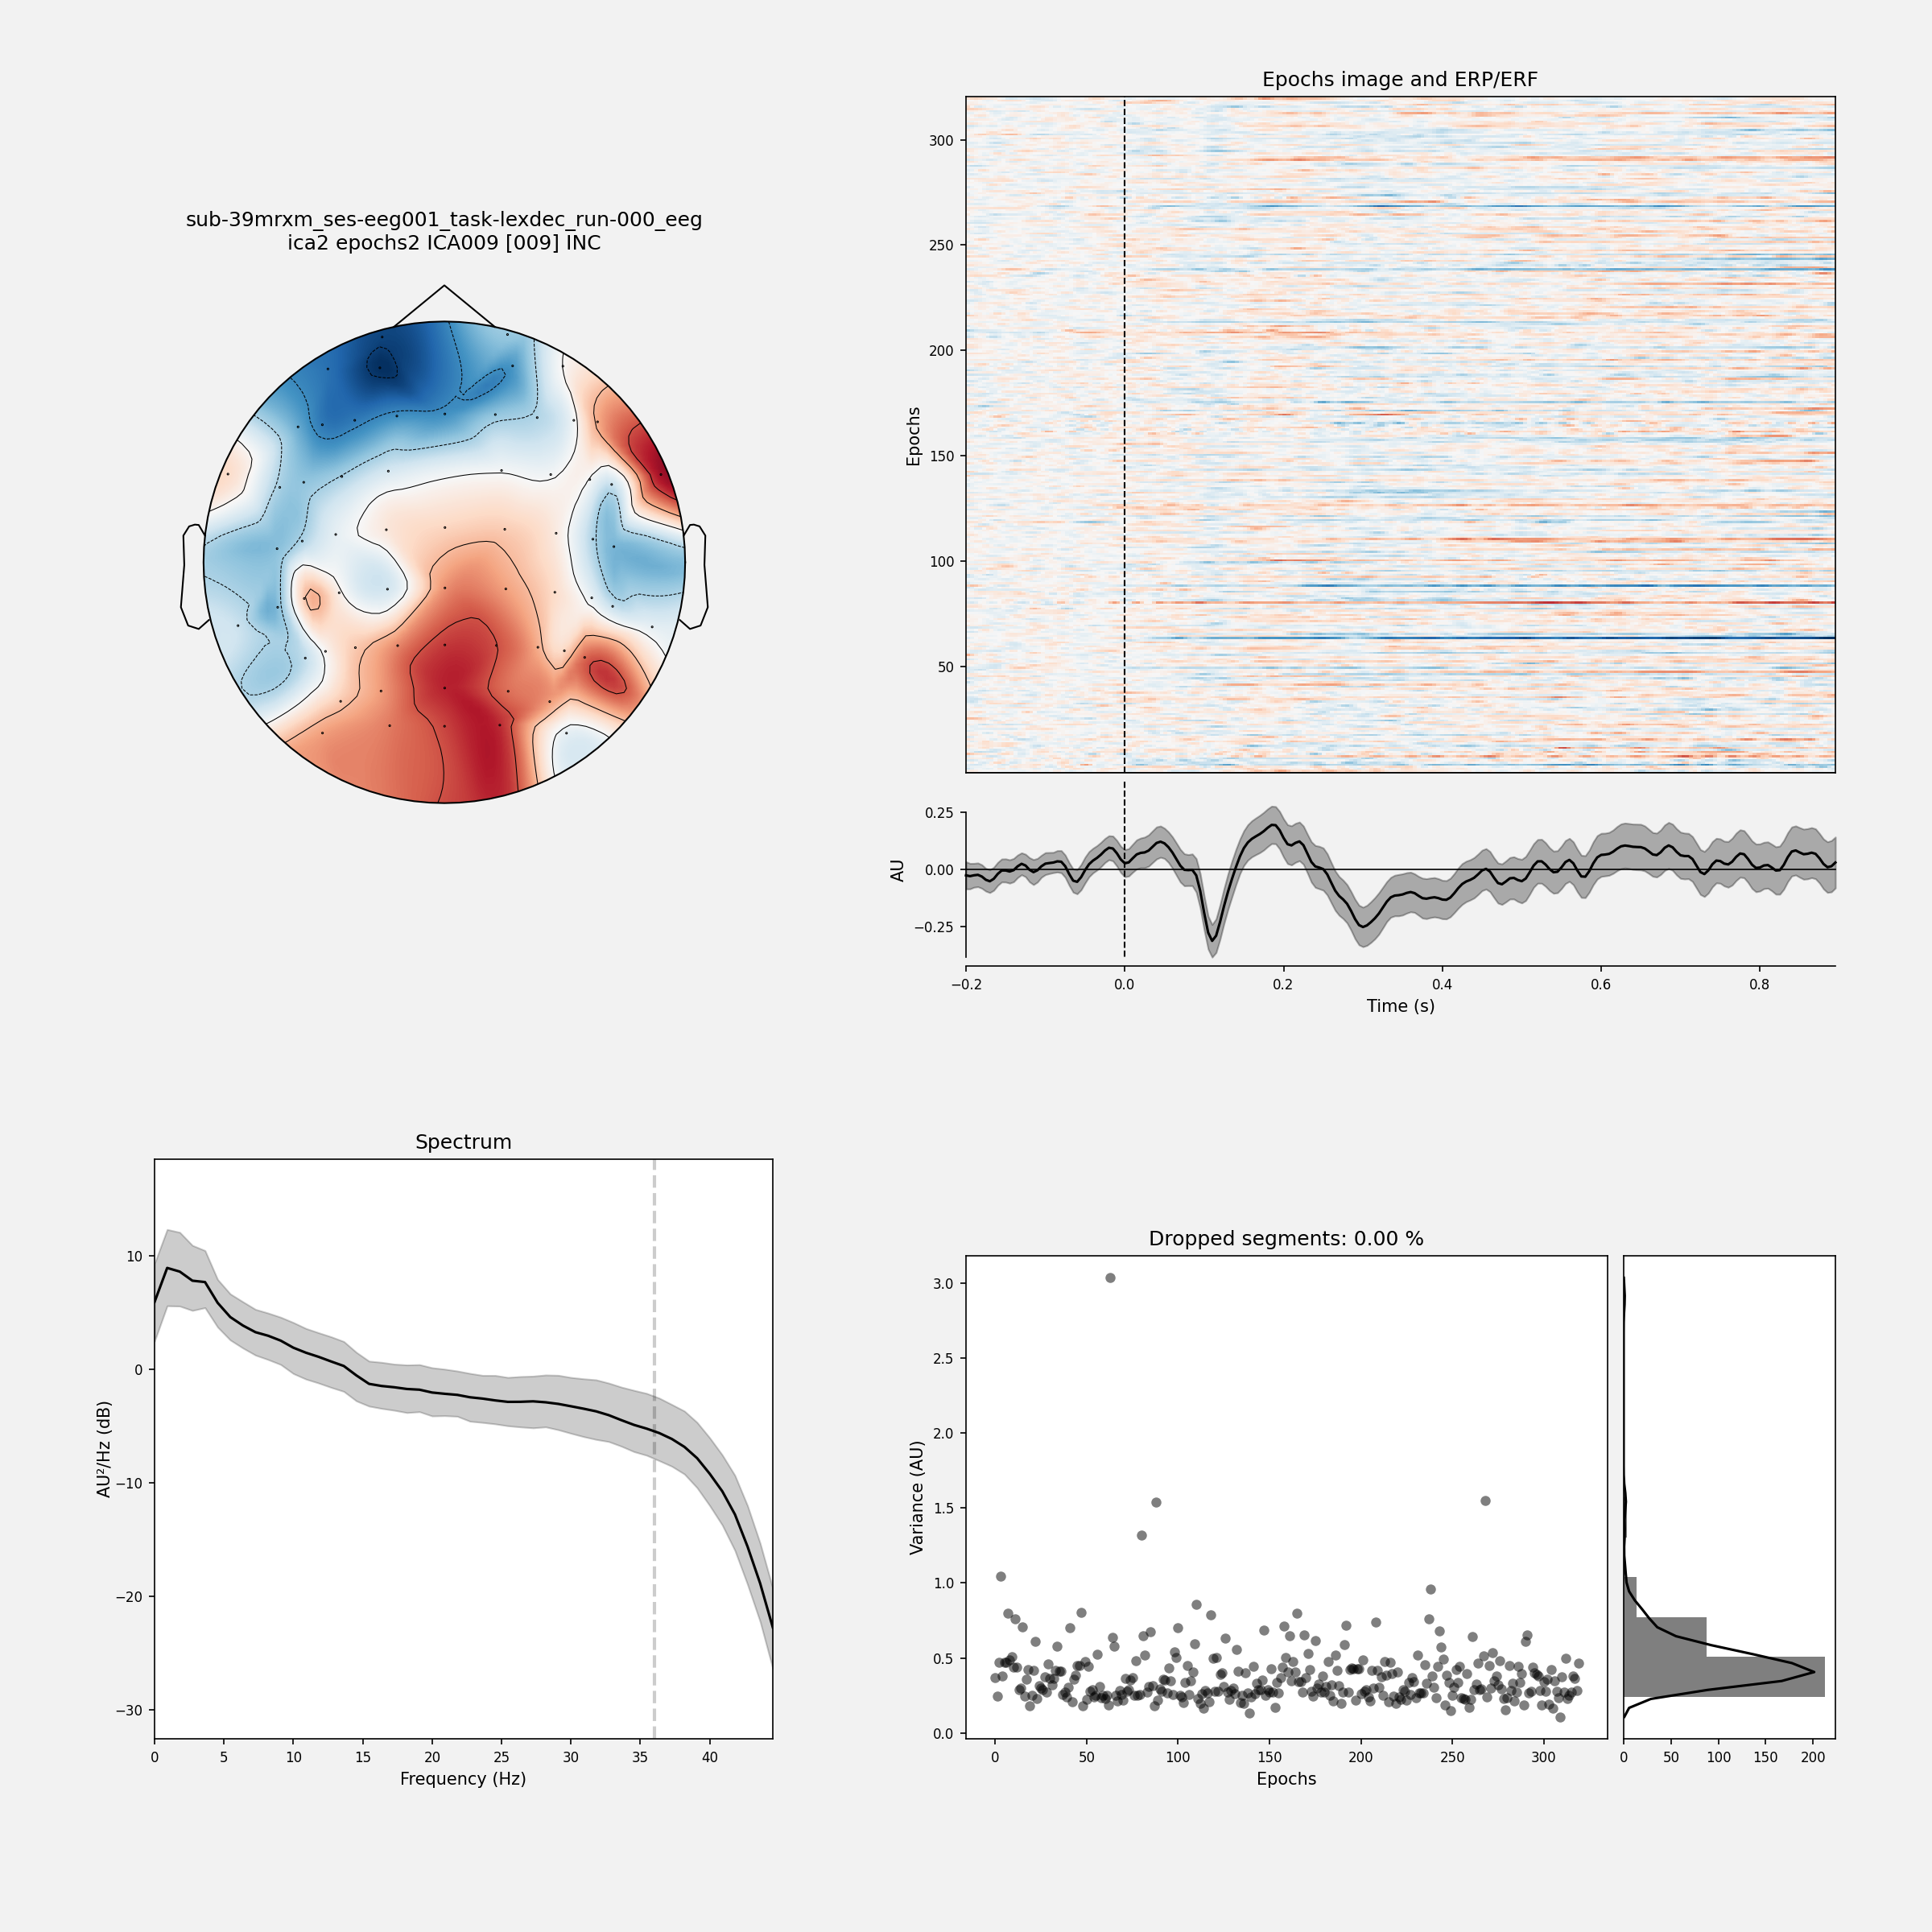 sub-39mrxm_ses-eeg001_task-lexdec_run-000_eeg
ica2 epochs2 ICA009 [009] INC
Epochs image and ERP/ERF
300
250
200
150
100
50
Epochs
0.25
0.00
−0.25
AU
−0.2 0.0 0.2 0.4 0.6 0.8
Time (s)
Spectrum
10
0
−10
−20
−30
AU²/Hz (dB)
0 5 10 15 20 25 30 35 40
Frequency (Hz)
Dropped segments: 0.00 %
3.0
2.5
2.0
1.5
1.0
0.5
0.0
Variance (AU)
0 50 100 150 200 250 300
Epochs
0 50 100 150 200